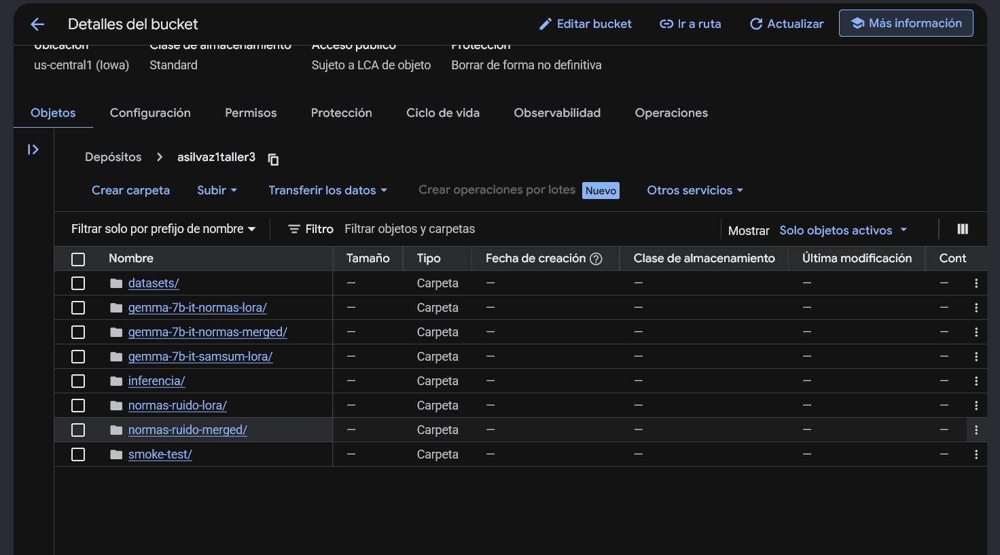 Detalles del bucket
Editar bucket
Ir a ruta
Actualizar
Más información
Ubicación Clase de almacenamiento Acceso público Protección
us-central1 (Iowa) Standard Sujeto a LCA de objeto Borrar de forma no definitiva
Objetos Configuración Permisos Protección Ciclo de vida Observabilidad Operaciones
Depósitos asilvaz1taller3
Crear carpeta Subir Transferir los datos Crear operaciones por lotes Nuevo Otros servicios
Filtrar solo por prefijo de nombre Filtro Filtrar objetos y carpetas Mostrar Solo objetos activos
Nombre Tamaño Tipo Fecha de creación ? Clase de almacenamiento Última modificación Cont
datasets/ — Carpeta — — — —
gemma-7b-it-normas-lora/ — Carpeta — — — —
gemma-7b-it-normas-merged/ — Carpeta — — — —
gemma-7b-it-samsum-lora/ — Carpeta — — — —
inferencia/ — Carpeta — — — —
normas-ruido-lora/ — Carpeta — — — —
normas-ruido-merged/ — Carpeta — — — —
smoke-test/ — Carpeta — — — —